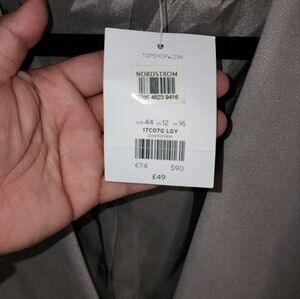 TOPSHOP.COM
NORDSTROM
4823 9416
EUR 44 US 12 UK 16
17C07G LGY
€74 $90
£49